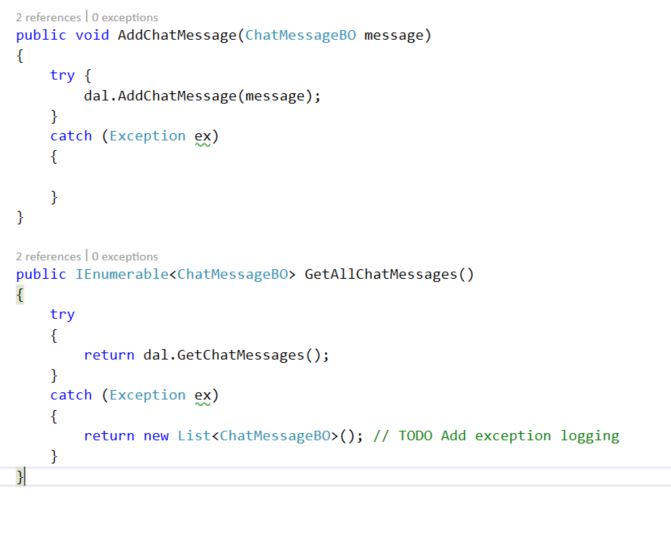 2 references | 0 exceptions
public void AddChatMessage(ChatMessageBO message)
{
    try {
        dal.AddChatMessage(message);
    }
    catch (Exception ex)
    {

    }
}

2 references | 0 exceptions
public IEnumerable<ChatMessageBO> GetAllChatMessages()
{
    try
    {
        return dal.GetChatMessages();
    }
    catch (Exception ex)
    {
        return new List<ChatMessageBO>(); // TODO Add exception logging
    }
}